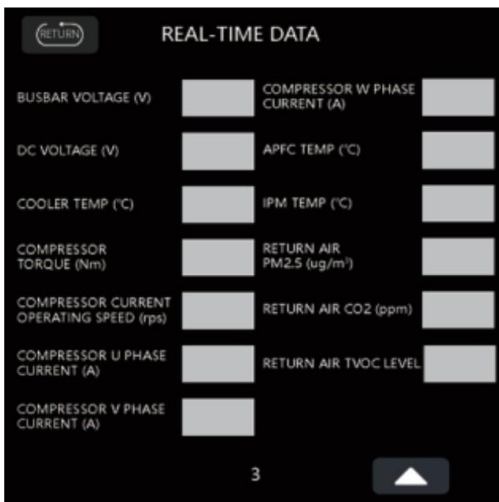 RETURN
REAL-TIME DATA
BUSBAR VOLTAGE (V)
DC VOLTAGE (V)
COOLER TEMP (℃)
COMPRESSOR
TORQUE (Nm)
COMPRESSOR CURRENT
OPERATING SPEED (rps)
COMPRESSOR U PHASE
CURRENT (A)
COMPRESSOR V PHASE
CURRENT (A)
COMPRESSOR W PHASE
CURRENT (A)
APFC TEMP (℃)
IPM TEMP (℃)
RETURN AIR
PM2.5 (ug/m³)
RETURN AIR CO2 (ppm)
RETURN AIR TVOC LEVEL
3